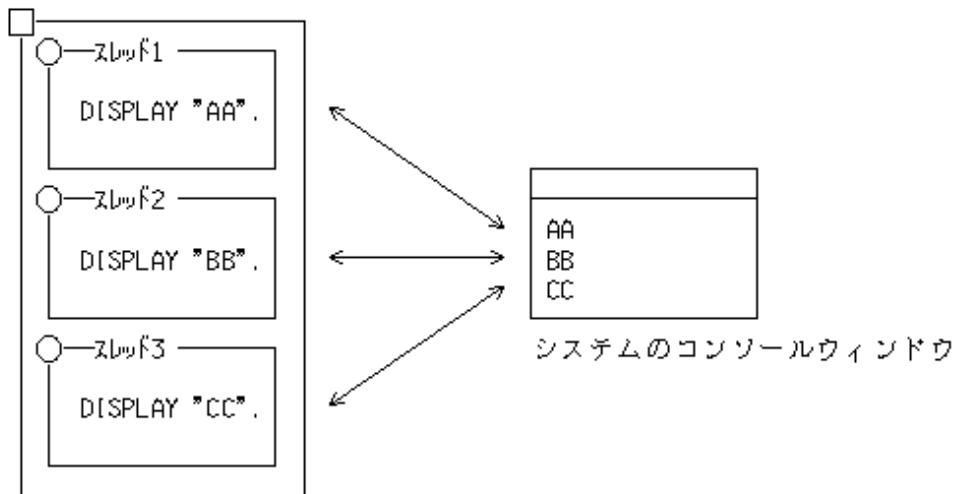 スレッド1
DISPLAY "AA".
スレッド2
DISPLAY "BB".
スレッド3
DISPLAY "CC".
AA
BB
CC
システムのコンソールウィンドウ